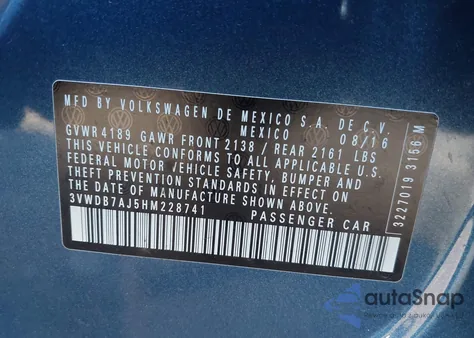 MFD BY VOLKSWAGEN DE MEXICO S.A. DE C.V.
MEXICO 08/16
GVWR 4189 GAWR FRONT 2138 / REAR 2161 LBS
THIS VEHICLE CONFORMS TO ALL APPLICABLE U.S.
FEDERAL MOTOR VEHICLE SAFETY, BUMPER AND
THEFT PREVENTION STANDARDS IN EFFECT ON
THE DATE OF MANUFACTURE SHOWN ABOVE.
3VWDB7AJ5HM228741 PASSENGER CAR
32270193156 M
autoSnap